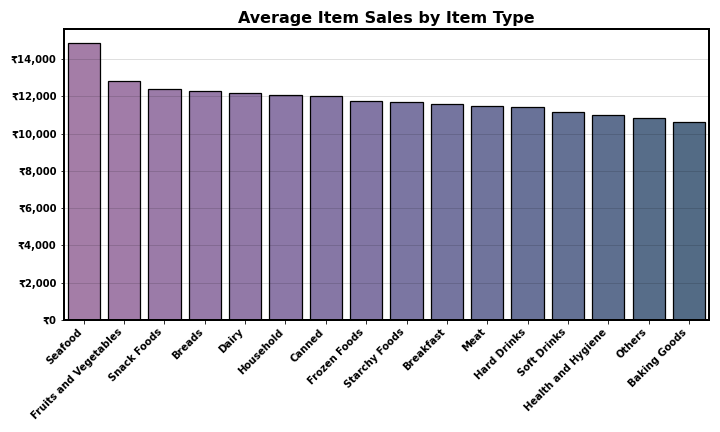 Average Item Sales by Item Type
₹14,000
₹12,000
₹10,000
₹8,000
₹6,000
₹4,000
₹2,000
₹0
Seafood
Fruits and Vegetables
Snack Foods
Breads
Dairy
Household
Canned
Frozen Foods
Starchy Foods
Breakfast
Meat
Hard Drinks
Soft Drinks
Health and Hygiene
Others
Baking Goods